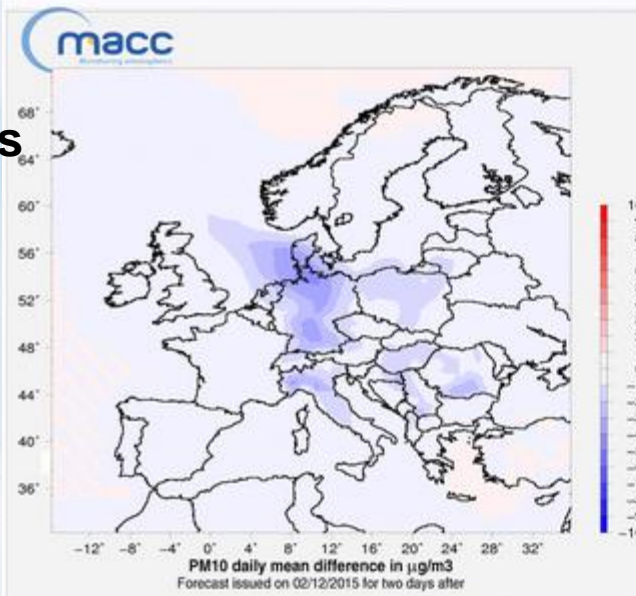 macc
Monitoring atmospheric
s
68°
64°
60°
56°
52°
48°
44°
40°
36°
−12° −8° −4° 0° 4° 8° 12° 16° 20° 24° 28° 32°
PM10 daily mean difference in µg/m3
Forecast issued on 02/12/2015 for two days after